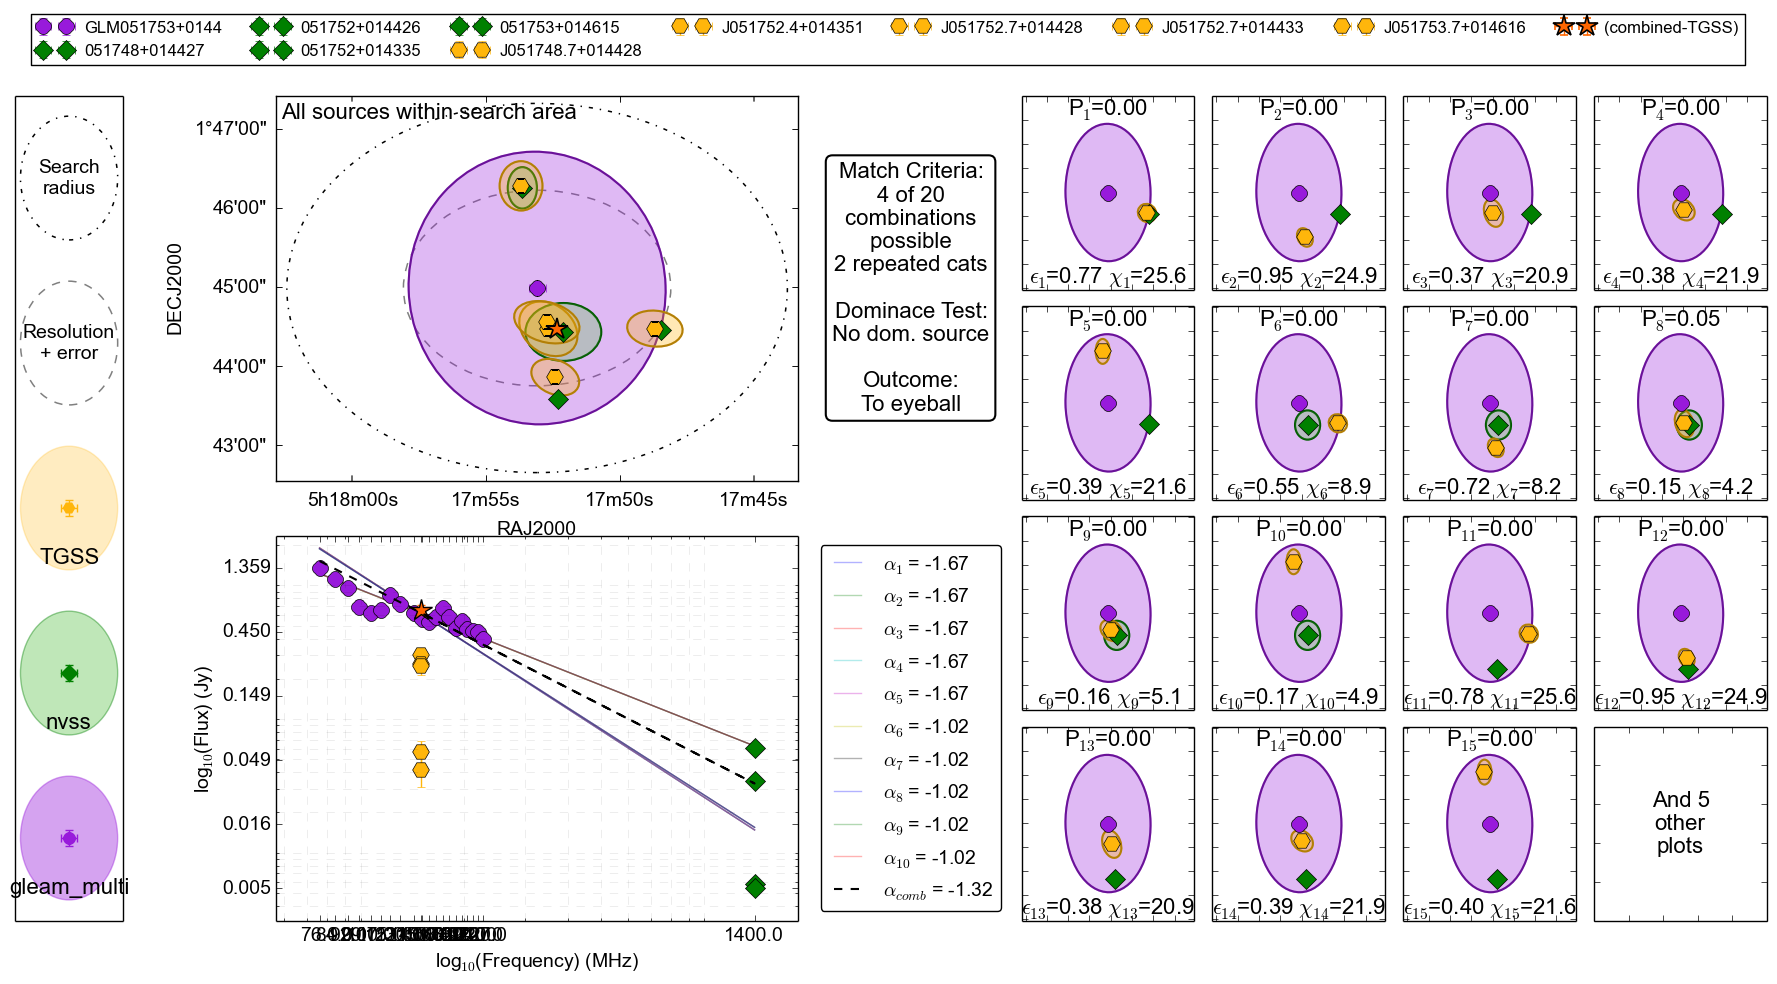 GLM051753+0144 051752+014426 051753+014615 J051752.4+014351 J051752.7+014428 J051752.7+014433 J051753.7+014616 (combined-TGSS)
051748+014427 051752+014335 J051748.7+014428
Search
radius
Resolution
+ error
TGSS
nvss
gleam_multi
All sources within search area
DECJ2000
1°47'00"
46'00"
45'00"
44'00"
43'00"
5h18m00s 17m55s 17m50s 17m45s
RAJ2000
Match Criteria:
4 of 20
combinations
possible
2 repeated cats
Dominace Test:
No dom. source
Outcome:
To eyeball
log10(Flux) (Jy)
1.359
0.450
0.149
0.049
0.016
0.005
1400.0
log10(Frequency) (MHz)
α1 = -1.67
α2 = -1.67
α3 = -1.67
α4 = -1.67
α5 = -1.67
α6 = -1.02
α7 = -1.02
α8 = -1.02
α9 = -1.02
α10 = -1.02
αcomb = -1.32
P1=0.00 P2=0.00 P3=0.00 P4=0.00
ϵ1=0.77 χ1=25.6 ϵ2=0.95 χ2=24.9 ϵ3=0.37 χ3=20.9 ϵ4=0.38 χ4=21.9
P5=0.00 P6=0.00 P7=0.00 P8=0.05
ϵ5=0.39 χ5=21.6 ϵ6=0.55 χ6=8.9 ϵ7=0.72 χ7=8.2 ϵ8=0.15 χ8=4.2
P9=0.00 P10=0.00 P11=0.00 P12=0.00
ϵ9=0.16 χ9=5.1 ϵ10=0.17 χ10=4.9 ϵ11=0.78 χ11=25.6 ϵ12=0.95 χ12=24.9
P13=0.00 P14=0.00 P15=0.00
ϵ13=0.38 χ13=20.9 ϵ14=0.39 χ14=21.9 ϵ15=0.40 χ15=21.6
And 5
other
plots